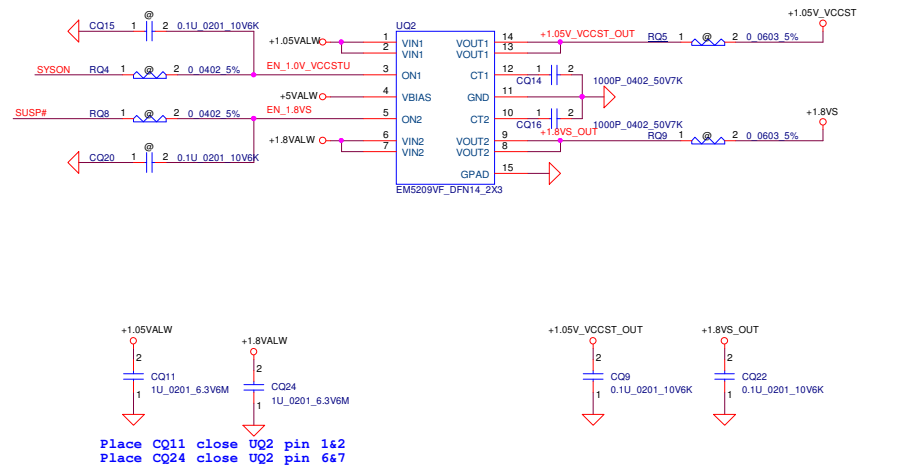 +1.05V_VCCST
@
CQ15 1 2 0.1U_0201_10V6K
UQ2
+1.05VALW 1 VIN1 VOUT1 14 +1.05V_VCCST_OUT RQ5 1 @ 2 0_0603_5%
2 VIN1 VOUT1 13
SYSON RQ4 1 @ 2 0_0402_5% EN_1.0V_VCCSTU 3 ON1 CT1 12 CQ14 1 2 1000P_0402_50V7K
+5VALW 4 VBIAS GND 11
SUSP# RQ8 1 @ 2 0_0402_5% EN_1.8VS 5 ON2 CT2 10 CQ16 1 2 1000P_0402_50V7K
+1.8VS
+1.8VALW 6 VIN2 VOUT2 9 +1.8VS_OUT RQ9 1 @ 2 0_0603_5%
7 VIN2 VOUT2 8
@
CQ20 1 2 0.1U_0201_10V6K
GPAD 15
EM5209VF_DFN14_2X3
+1.05VALW +1.8VALW +1.05V_VCCST_OUT +1.8VS_OUT
2 2 2 2
CQ11 CQ24 CQ9 CQ22
1U_0201_6.3V6M 1U_0201_6.3V6M 0.1U_0201_10V6K 0.1U_0201_10V6K
1 1 1 1
Place CQ11 close UQ2 pin 1&2
Place CQ24 close UQ2 pin 6&7